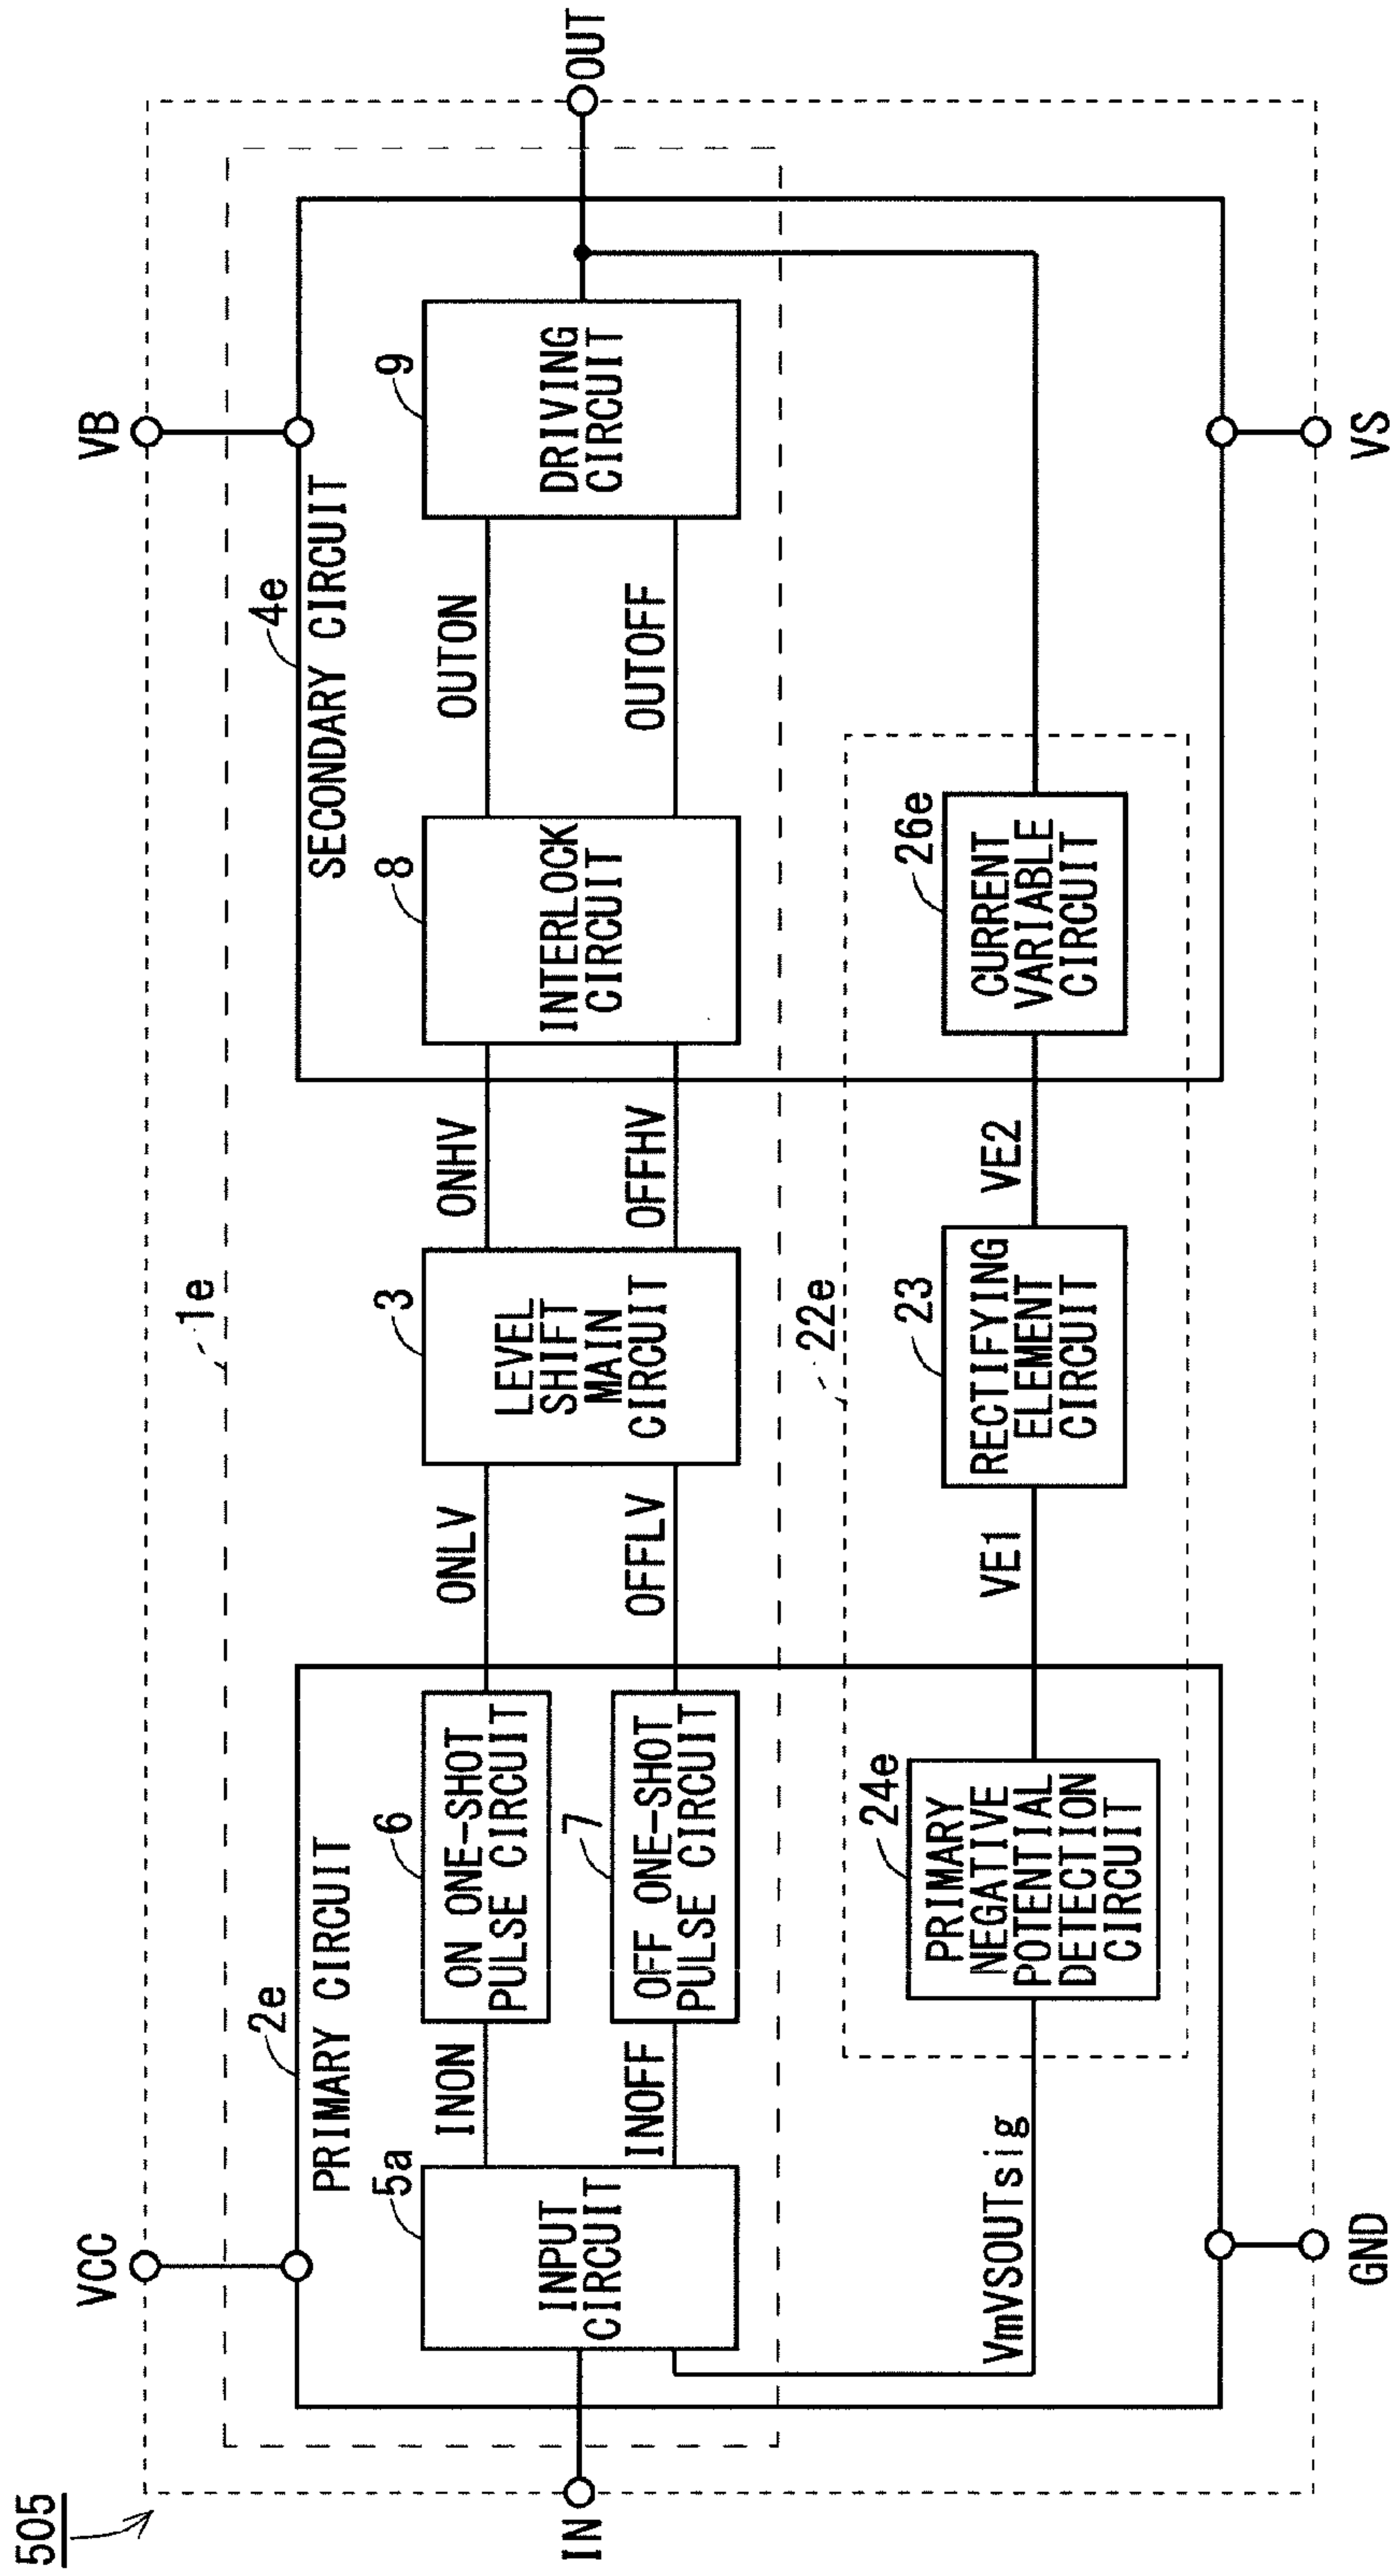 505
VCC
VB
1e
2e
PRIMARY CIRCUIT
4e
SECONDARY CIRCUIT
IN
5a
INPUT
CIRCUIT
INON
INOFF
6
ON ONE-SHOT
PULSE CIRCUIT
7
OFF ONE-SHOT
PULSE CIRCUIT
ONLV
OFFLV
3
LEVEL
SHIFT
MAIN
CIRCUIT
ONHV
OFFHV
8
INTERLOCK
CIRCUIT
OUTON
OUTOFF
9
DRIVING
CIRCUIT
OUT
22e
VmVSOUTsig
24e
PRIMARY
NEGATIVE
POTENTIAL
DETECTION
CIRCUIT
VE1
23
RECTIFYING
ELEMENT
CIRCUIT
VE2
26e
CURRENT
VARIABLE
CIRCUIT
GND
VS